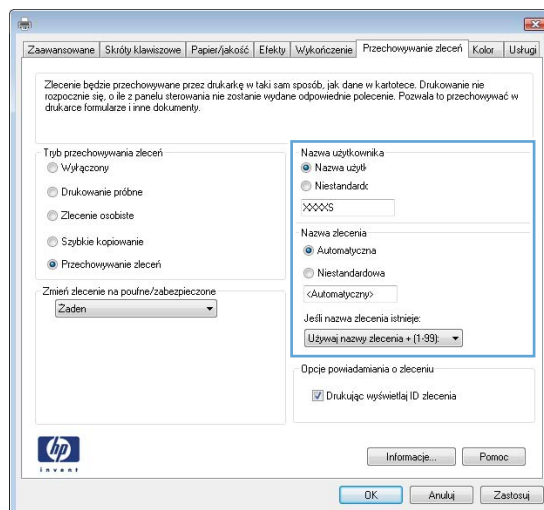 Zaawansowane Skróty klawiszowe Papier/jakość Efekty Wykończenie Przechowywanie zleceń Kolor Usługi
Zlecenie będzie przechowywane przez drukarkę w taki sam sposób, jak dane w kartotece. Drukowanie nie
rozpocznie się, o ile z panelu sterowania nie zostanie wydane odpowiednie polecenie. Pozwala to przechowywać w
drukarce formularze i inne dokumenty.
Tryb przechowywania zleceń
Wyłączony
Drukowanie próbne
Zlecenie osobiste
Szybkie kopiowanie
Przechowywanie zleceń
Zmień zlecenie na poufne/zabezpieczone
Żaden
Nazwa użytkownika
Nazwa użytk
Niestandardc
XXXXS
Nazwa zlecenia
Automatyczna
Niestandardowa
<Automatyczny>
Jeśli nazwa zlecenia istnieje:
Używaj nazwy zlecenia + (1-99):
Opcje powiadamiania o zleceniu
Drukując wyświetlaj ID zlecenia
hp
invent
Informacje... Pomoc
OK Anuluj Zastosuj